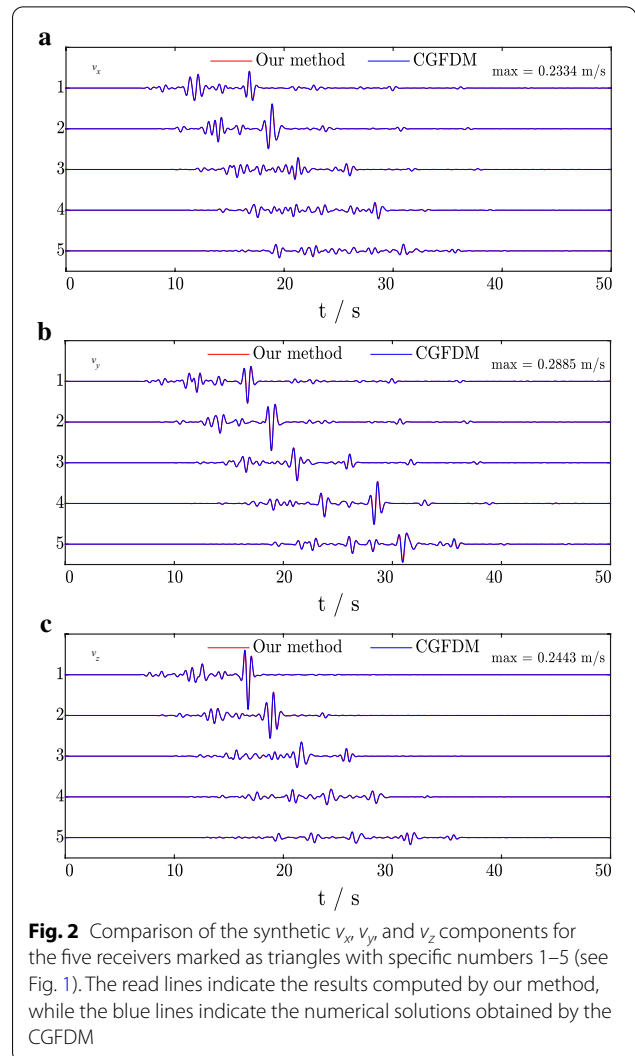 a
Our method CGFDM
max = 0.2334 m/s
v_x
1
2
3
4
5
0 10 20 30 40 50
t / s
b
Our method CGFDM
max = 0.2885 m/s
v_y
1
2
3
4
5
0 10 20 30 40 50
t / s
c
Our method CGFDM
max = 0.2443 m/s
v_z
1
2
3
4
5
0 10 20 30 40 50
t / s
Fig. 2 Comparison of the synthetic v_x, v_y, and v_z components for
the five receivers marked as triangles with specific numbers 1–5 (see
Fig. 1). The read lines indicate the results computed by our method,
while the blue lines indicate the numerical solutions obtained by the
CGFDM